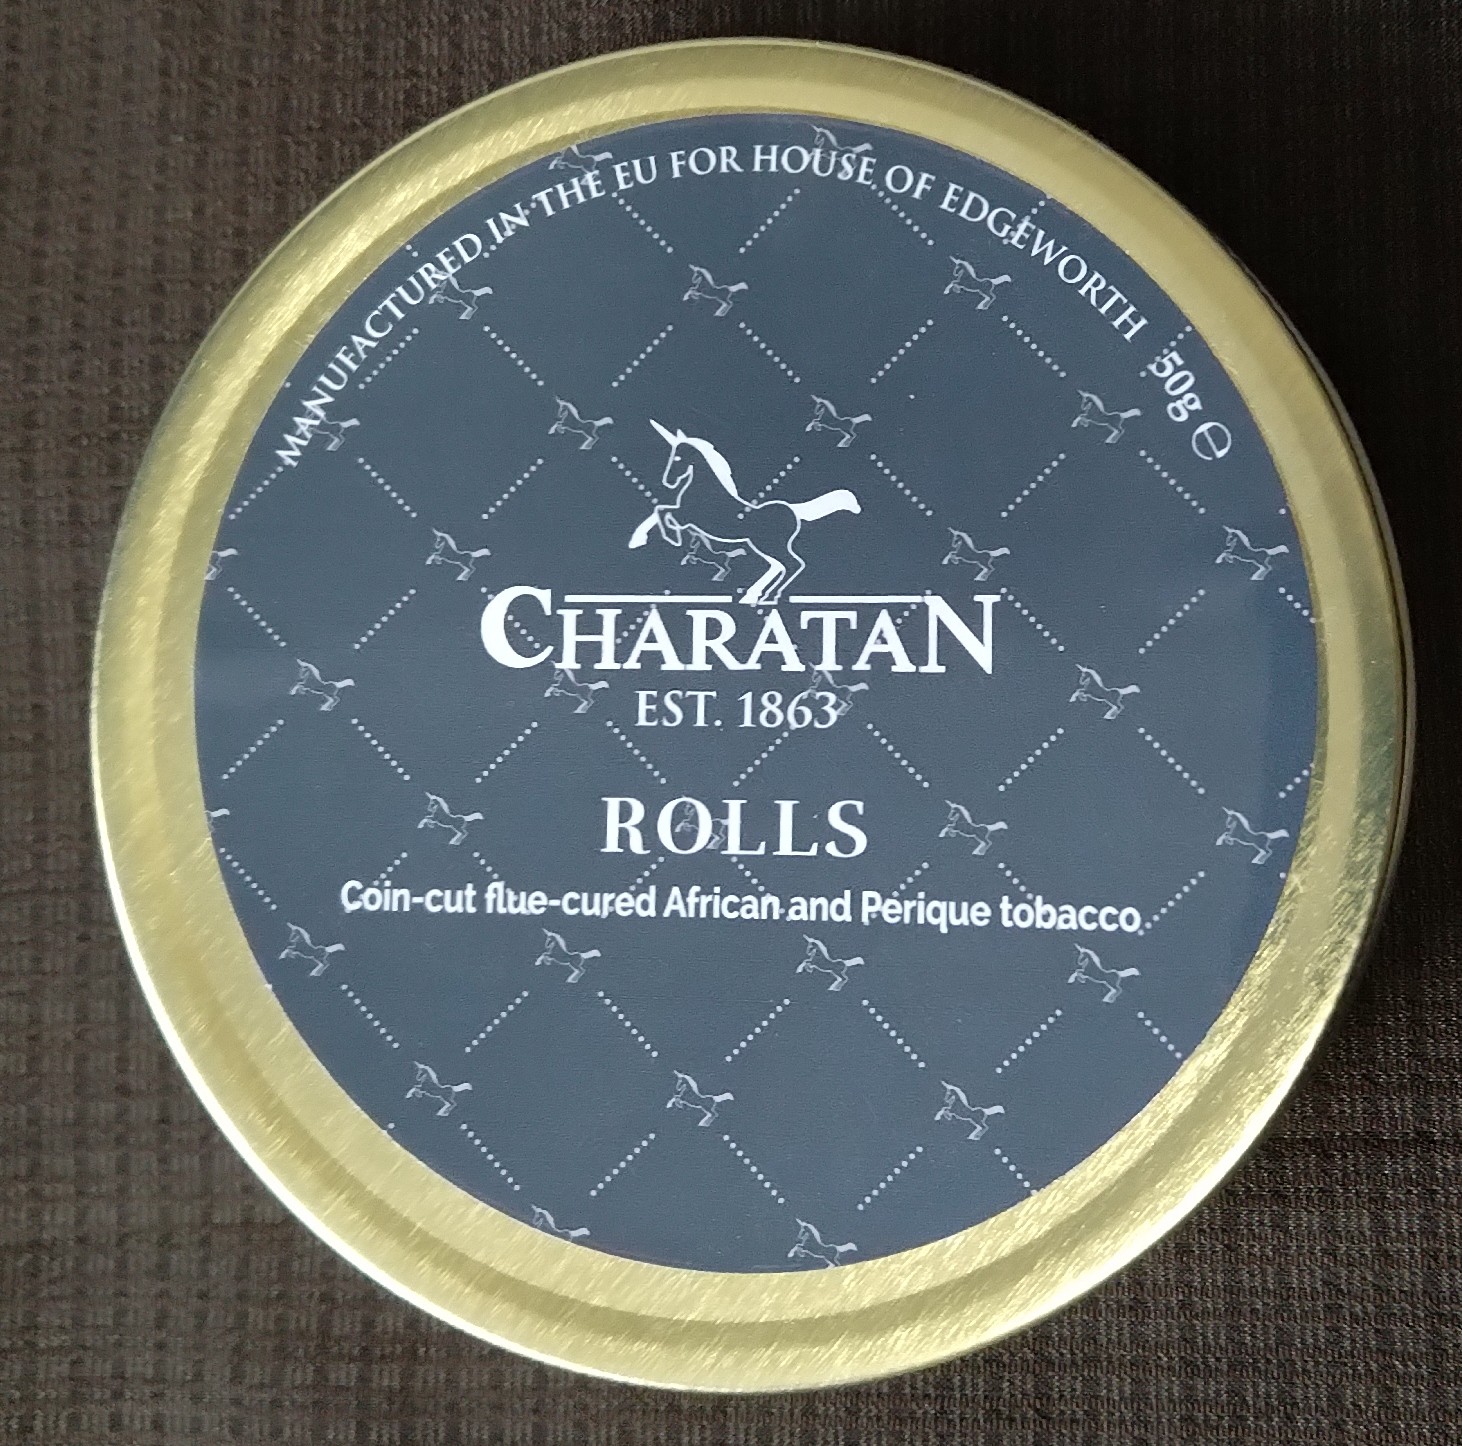 MANUFACTURED IN THE EU FOR HOUSE OF EDGEWORTH 50g ℮
CHARATAN
EST. 1863
ROLLS
Coin-cut flue-cured African and Perique tobacco